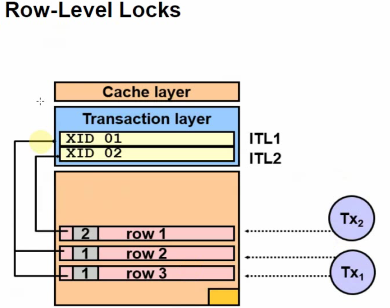 Row-Level Locks
Cache layer
Transaction layer
XID 01
ITL1
XID 02
ITL2
2 row 1
1 row 2
1 row 3
Tx2
Tx1